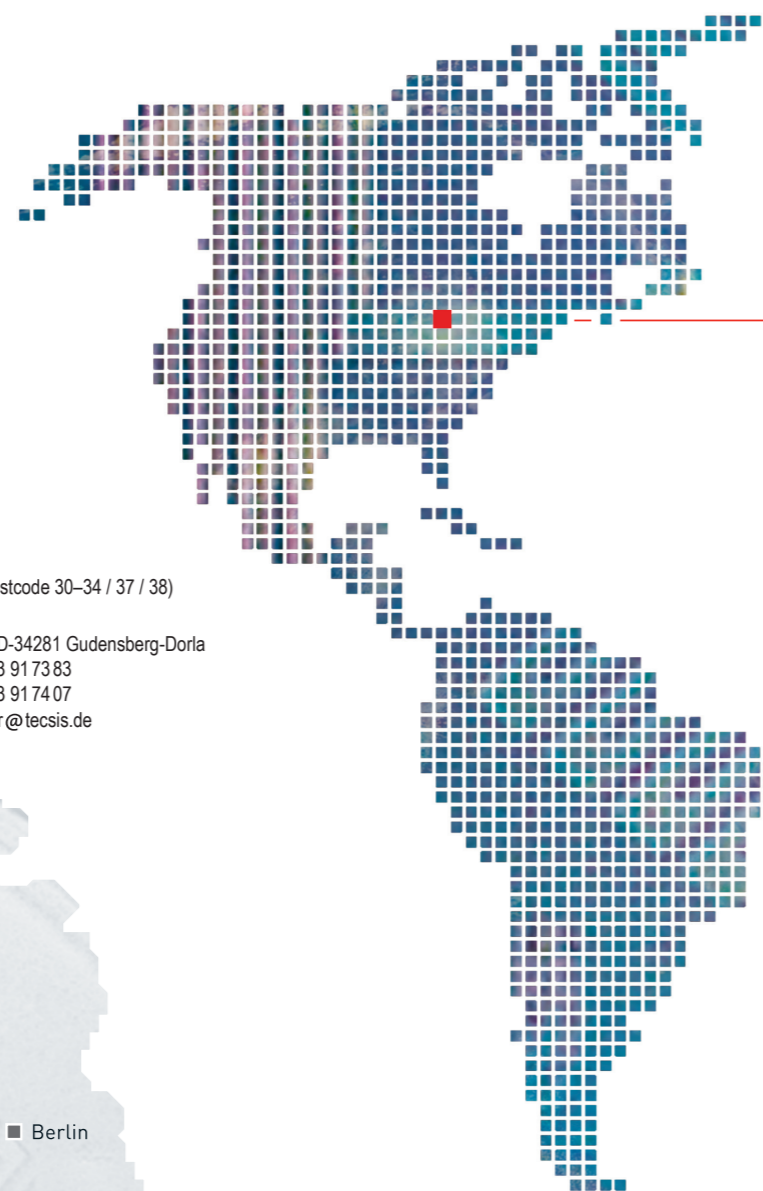 stcode 30–34 / 37 / 38)
D-34281 Gudensberg-Dorla
3 91 73 83
3 91 74 07
r@tecsis.de
Berlin